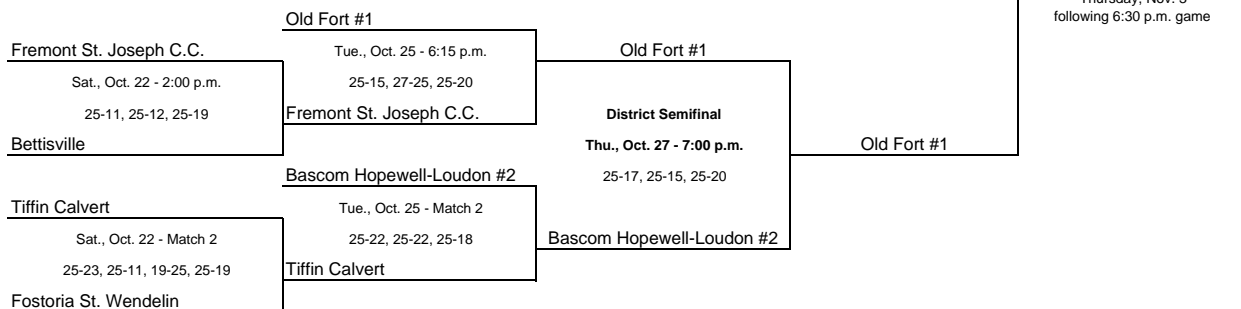 Thursday, Nov. 3
following 6:30 p.m. game
Old Fort #1
Fremont St. Joseph C.C.
Tue., Oct. 25 - 6:15 p.m.
Old Fort #1
Sat., Oct. 22 - 2:00 p.m.
25-15, 27-25, 25-20
25-11, 25-12, 25-19
Fremont St. Joseph C.C.
District Semifinal
Bettisville
Thu., Oct. 27 - 7:00 p.m.
Old Fort #1
Bascom Hopewell-Loudon #2
25-17, 25-15, 25-20
Tiffin Calvert
Tue., Oct. 25 - Match 2
Sat., Oct. 22 - Match 2
25-22, 25-22, 25-18
Bascom Hopewell-Loudon #2
25-23, 25-11, 19-25, 25-19
Tiffin Calvert
Fostoria St. Wendelin